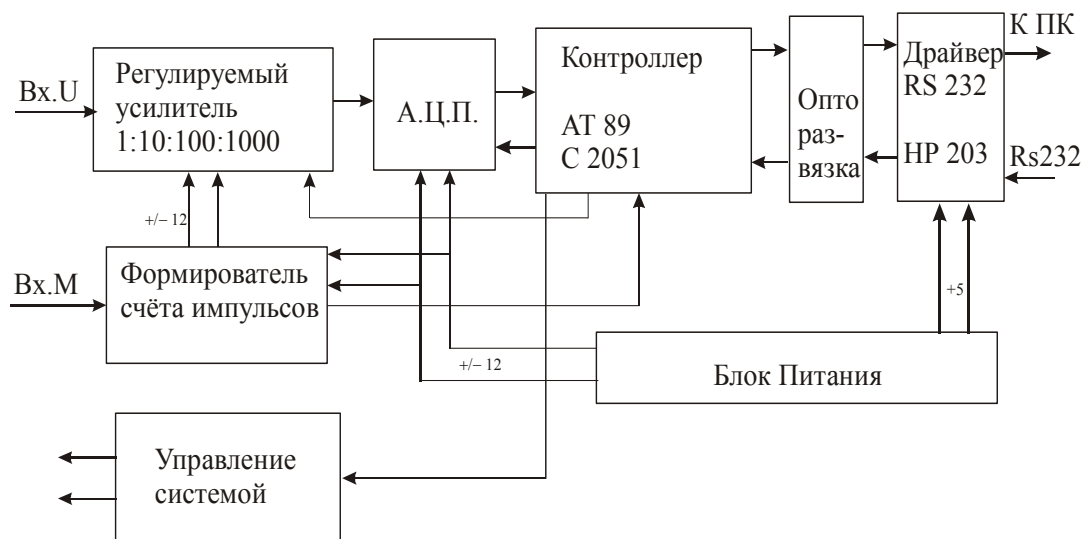 К ПК
Вх.U
Регулируемый
усилитель
1:10:100:1000
А.Ц.П.
Контроллер
АТ 89
С 2051
Опто
раз-
вязка
Драйвер
RS 232
HP 203
Rs232
+/− 12
Вх.М
Формирователь
счёта импульсов
+/− 12
+5
Блок Питания
Управление
системой